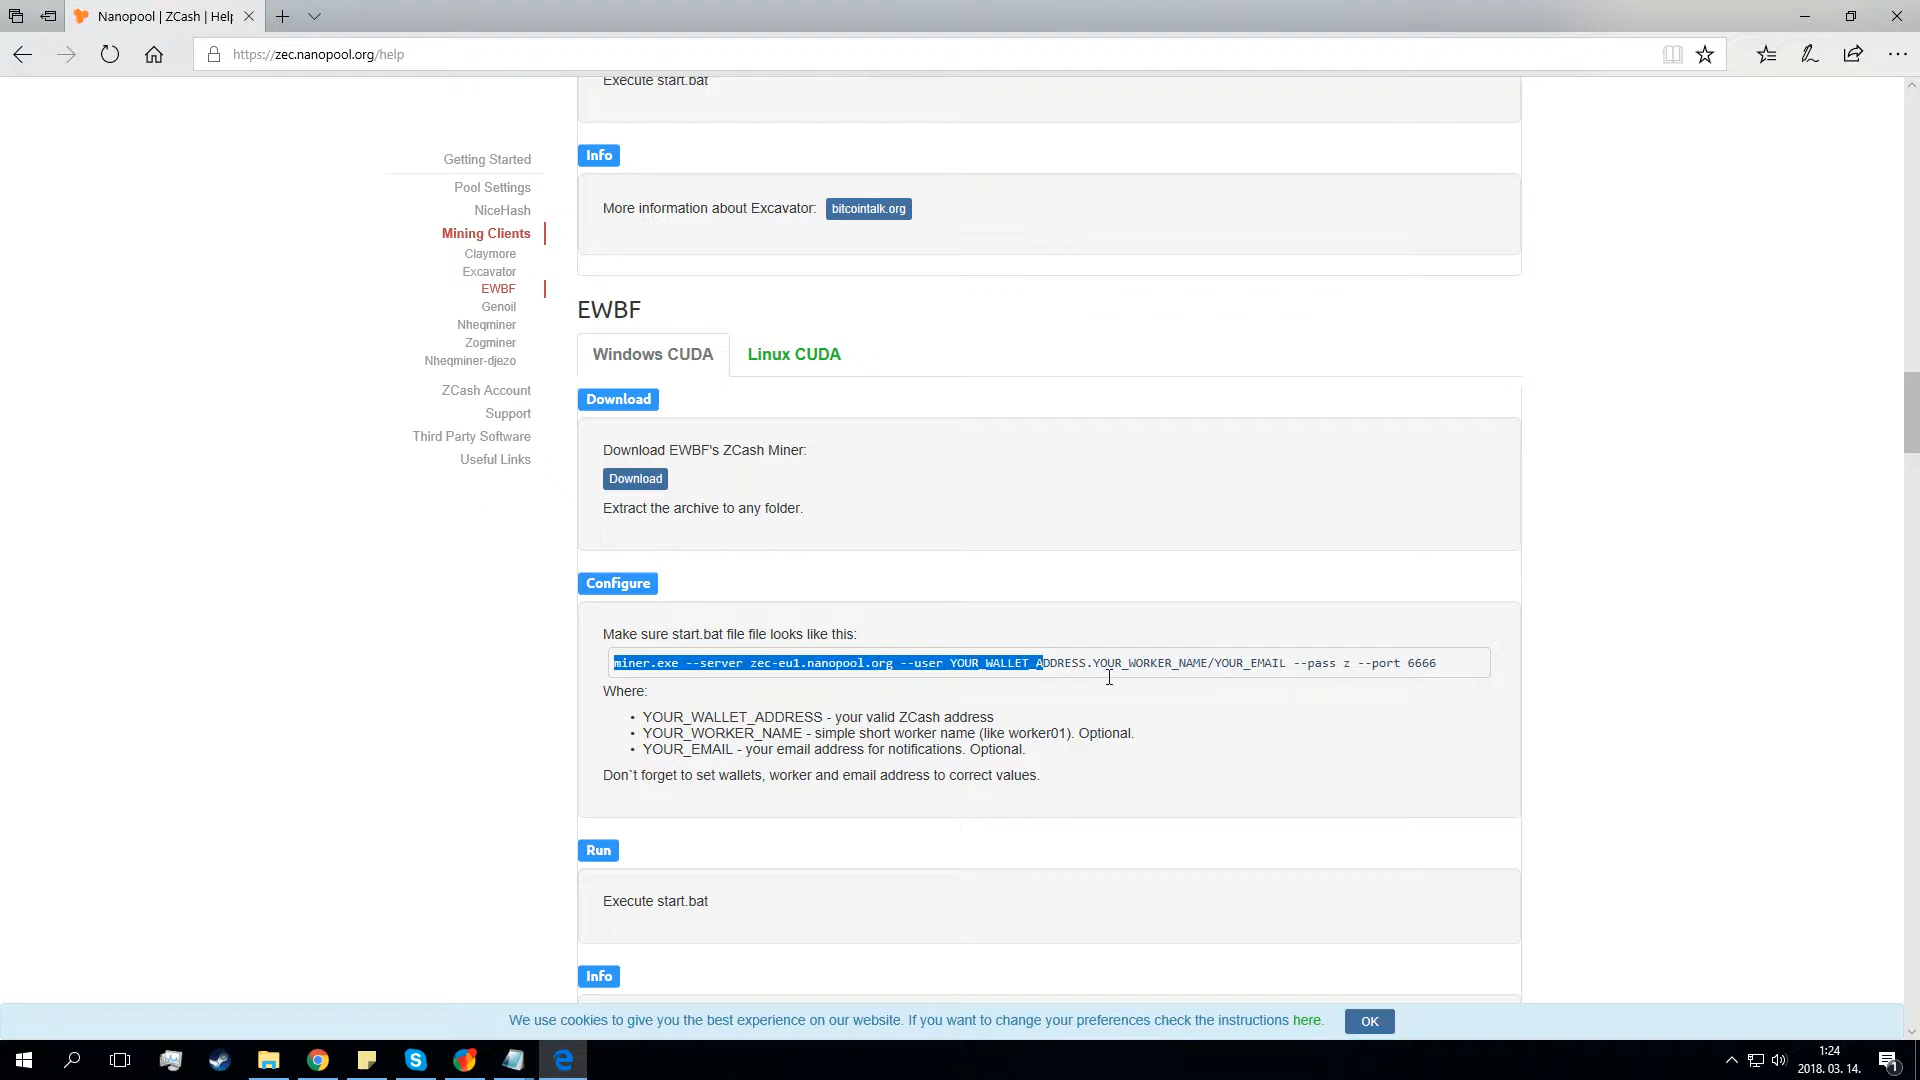 Nanopool | ZCash | Help
https://zec.nanopool.org/help
Execute start.bat
Info
More information about Excavator: bitcointalk.org
Getting Started
Pool Settings
NiceHash
Mining Clients
Claymore
Excavator
EWBF
Genoil
Nheqminer
Zogminer
Nheqminer-djezo
ZCash Account
Support
Third Party Software
Useful Links
EWBF
Windows CUDA Linux CUDA
Download
Download EWBF's ZCash Miner:
Download
Extract the archive to any folder.
Configure
Make sure start.bat file file looks like this:
miner.exe --server zec-eu1.nanopool.org --user YOUR_WALLET_ADDRESS.YOUR_WORKER_NAME/YOUR_EMAIL --pass z --port 6666
Where:
• YOUR_WALLET_ADDRESS - your valid ZCash address
• YOUR_WORKER_NAME - simple short worker name (like worker01). Optional.
• YOUR_EMAIL - your email address for notifications. Optional.
Don`t forget to set wallets, worker and email address to correct values.
Run
Execute start.bat
Info
We use cookies to give you the best experience on our website. If you want to change your preferences check the instructions here.
OK
1:24
2018. 03. 14.
1